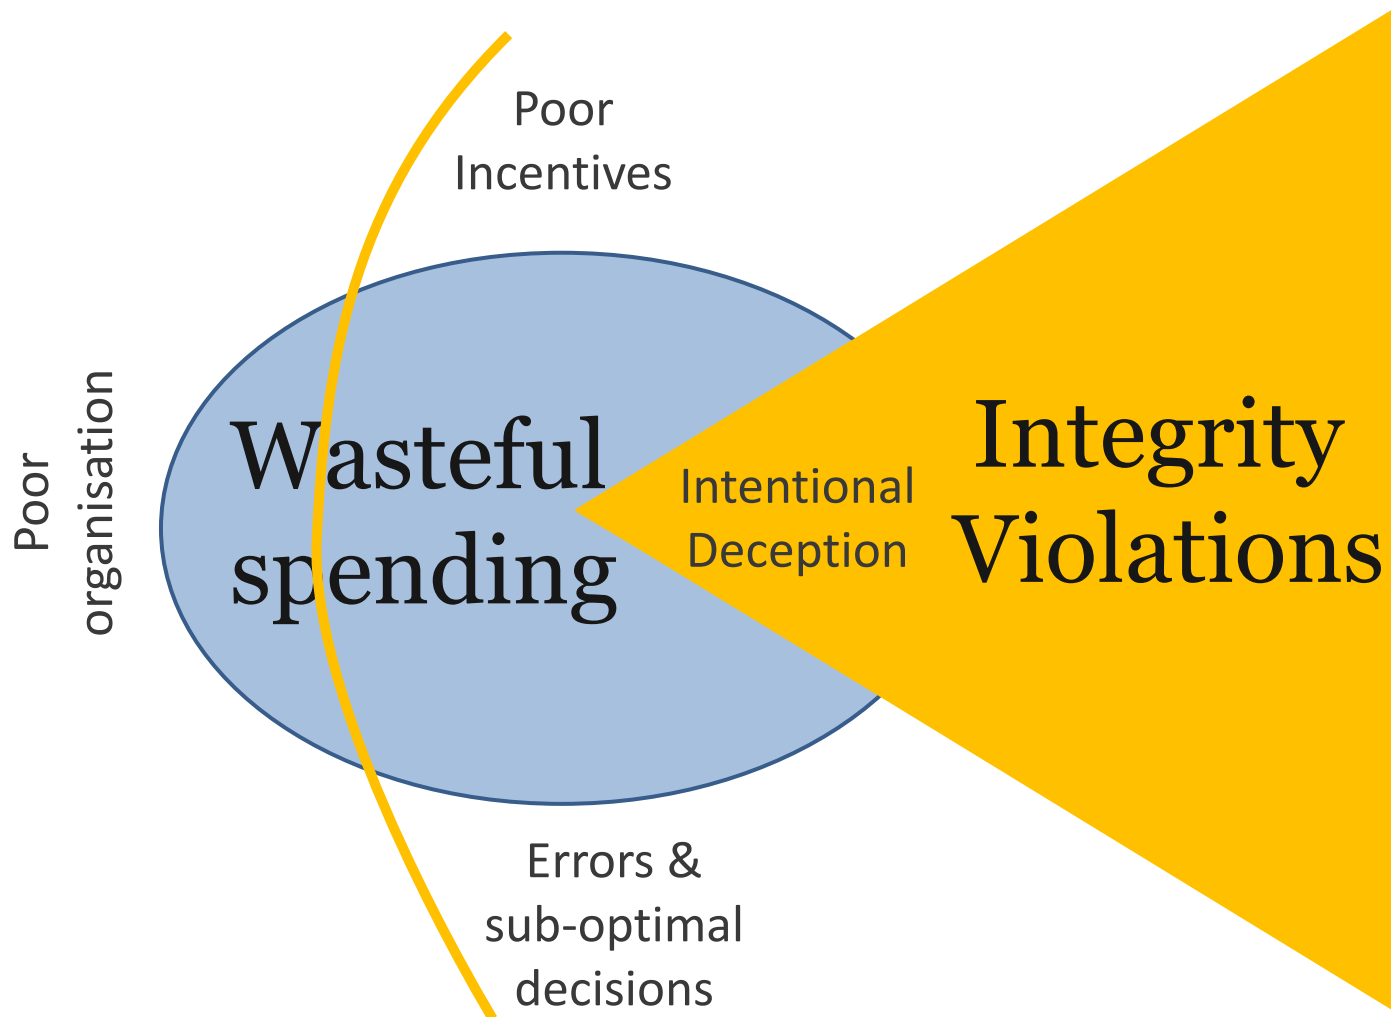 Poor
Incentives
Poor
organisation
Wasteful
spending
Intentional
Deception
Integrity
Violations
Errors &
sub-optimal
decisions